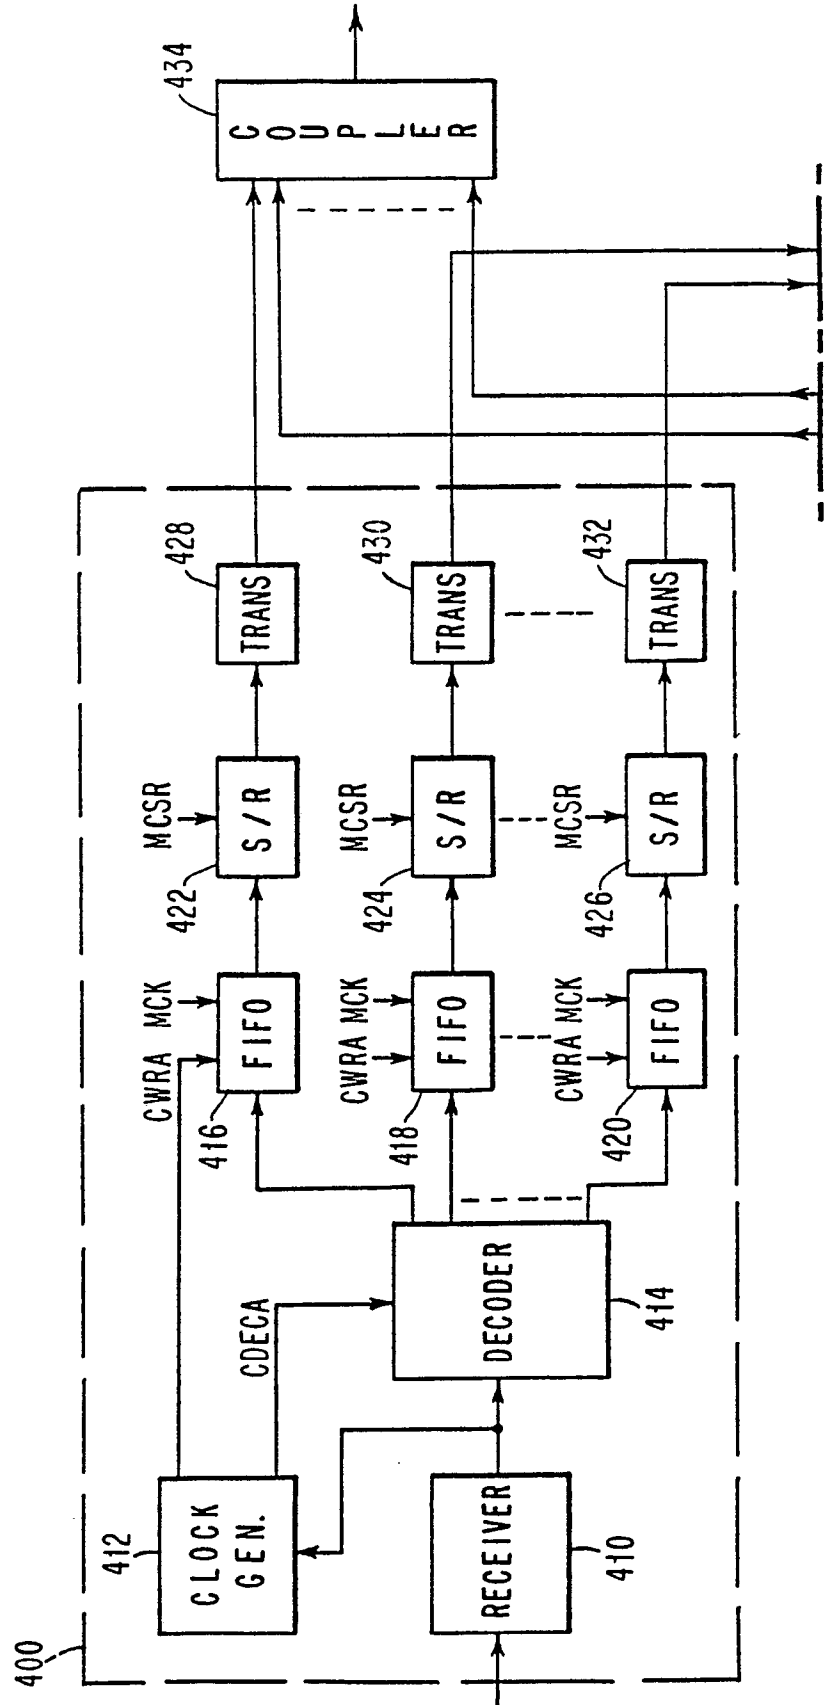 400
412
CLOCK
GEN.
RECEIVER
410
CDECA
DECODER
414
CWRA MCK
416
FIFO
CWRA MCK
418
FIFO
CWRA MCK
420
FIFO
MCSR
422
S/R
MCSR
424
S/R
MCSR
426
S/R
428
TRANS
430
TRANS
432
TRANS
434
COUPLER